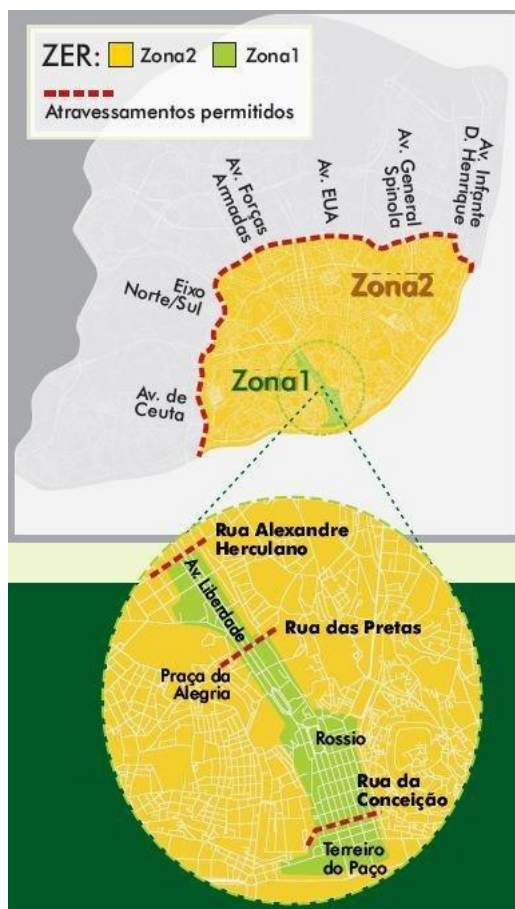 ZER: Zona2 Zona1
Atravessamentos permitidos
Av. Infante
D. Henrique
Av. General
Spinola
Av. EUA
Av. Forças
Armadas
Eixo
Norte/Sul
Zona2
Zona1
Av. de
Ceuta
Rua Alexandre
Herculano
Av. Liberdade
Rua das Pretas
Praça da
Alegria
Rossio
Rua da
Conceição
Terreiro
do Paço